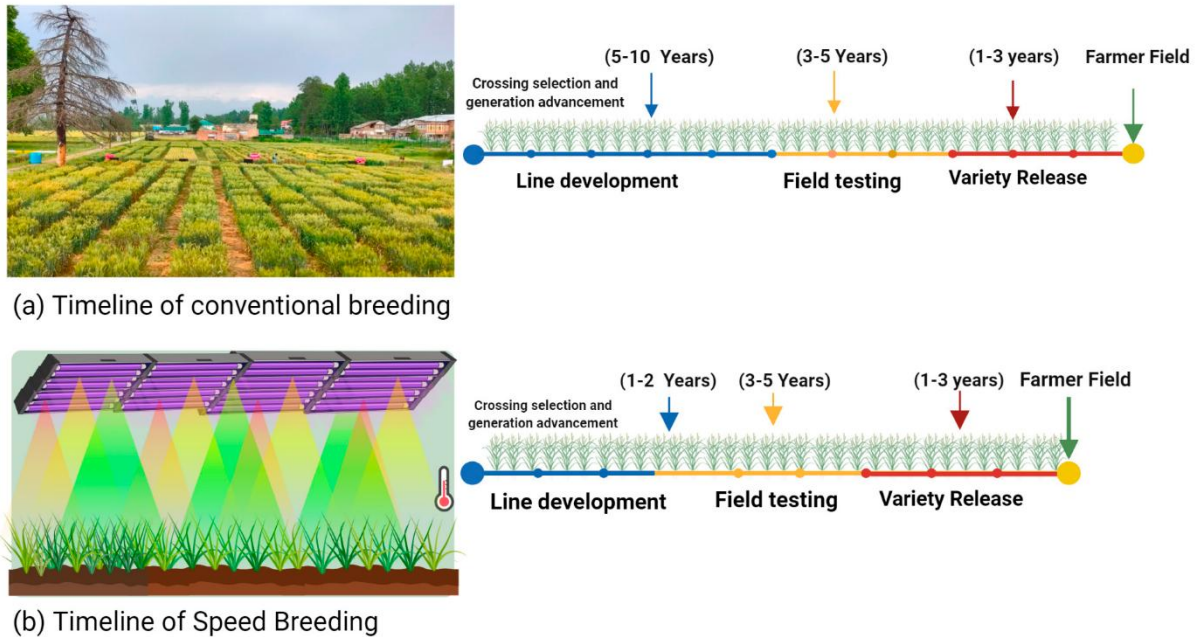 (5-10 Years)
(3-5 Years)
(1-3 years)
Farmer Field
Crossing selection and
generation advancement
Line development
Field testing
Variety Release
(a) Timeline of conventional breeding
(1-2 Years)
(3-5 Years)
(1-3 years)
Farmer Field
Crossing selection and
generation advancement
Line development
Field testing
Variety Release
(b) Timeline of Speed Breeding